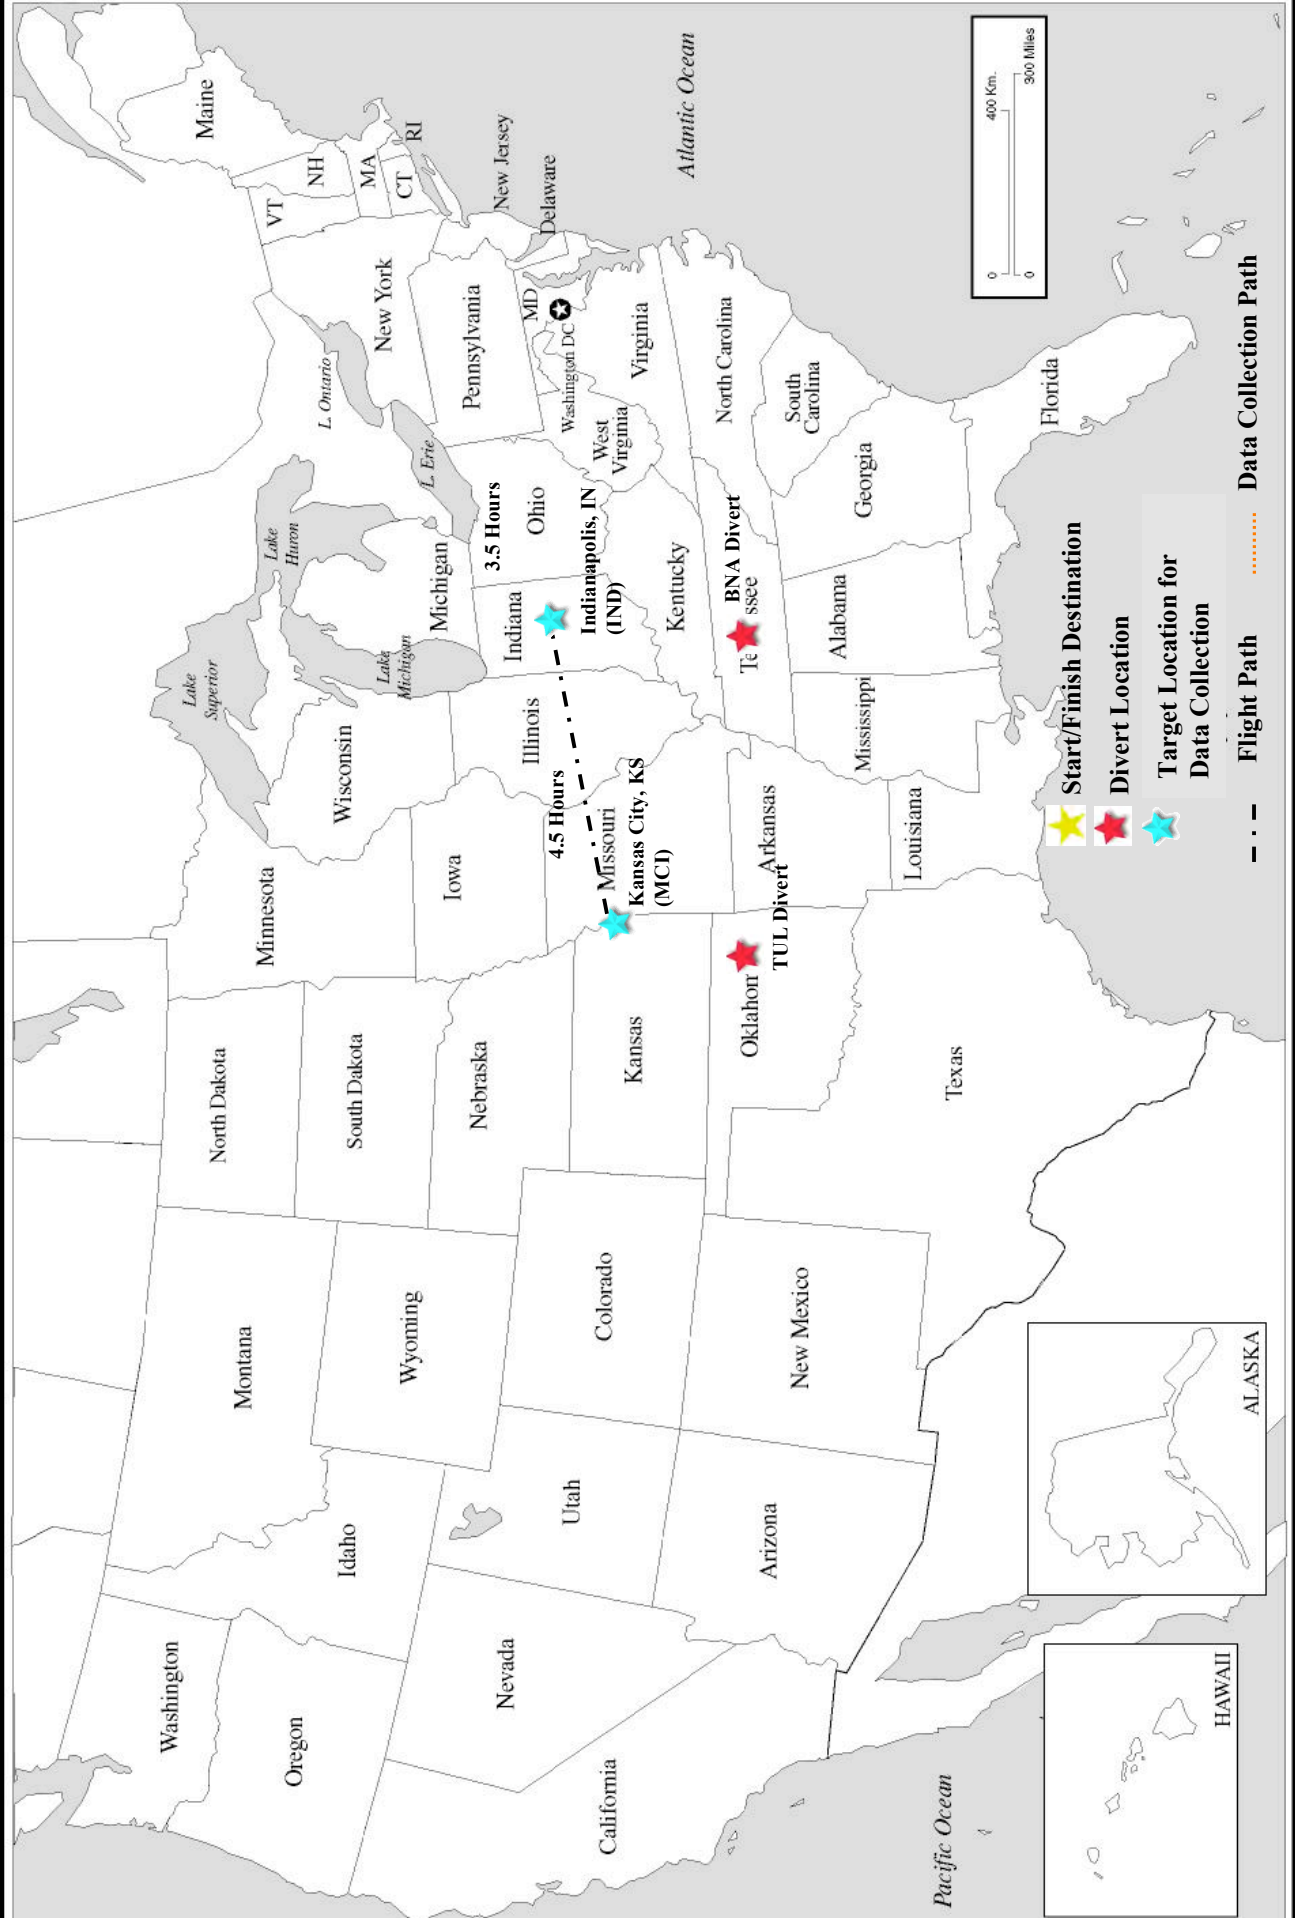 Washington
Oregon
California
Nevada
Idaho
Montana
Wyoming
Utah
Arizona
Colorado
New Mexico
North Dakota
South Dakota
Nebraska
Kansas
Oklahom
TUL Divert
Texas
Minnesota
Iowa
Missouri
4.5 Hours
Kansas City, KS
(MCI)
Arkansas
Louisiana
Wisconsin
Illinois
Mississippi
Lake
Superior
Lake
Michigan
Michigan
Indiana
Indianapolis, IN
(IND)
3.5 Hours
Ohio
Kentucky
Te
ssee
BNA Divert
Alabama
Georgia
Florida
Lake
Huron
L. Erie
L. Ontario
Pennsylvania
New York
West
Virginia
Virginia
Washington DC
MD
North Carolina
South
Carolina
VT
NH
Maine
MA
CT
RI
New Jersey
Delaware
Atlantic Ocean
Pacific Ocean
HAWAII
ALASKA
0
400 Km.
0
300 Miles
Start/Finish Destination
Divert Location
Target Location for
Data Collection
Flight Path
Data Collection Path